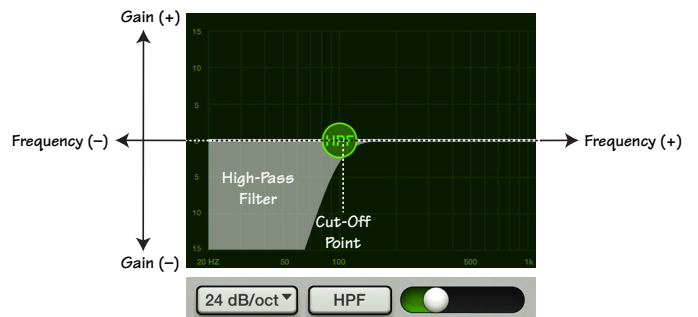 Gain (+)
15
10
5
0
Frequency (–)
HPF
Frequency (+)
5
High-Pass
Filter
10
Cut-Off
Point
15
Gain (–)
20 HZ 50 100 500 1k
24 dB/oct HPF